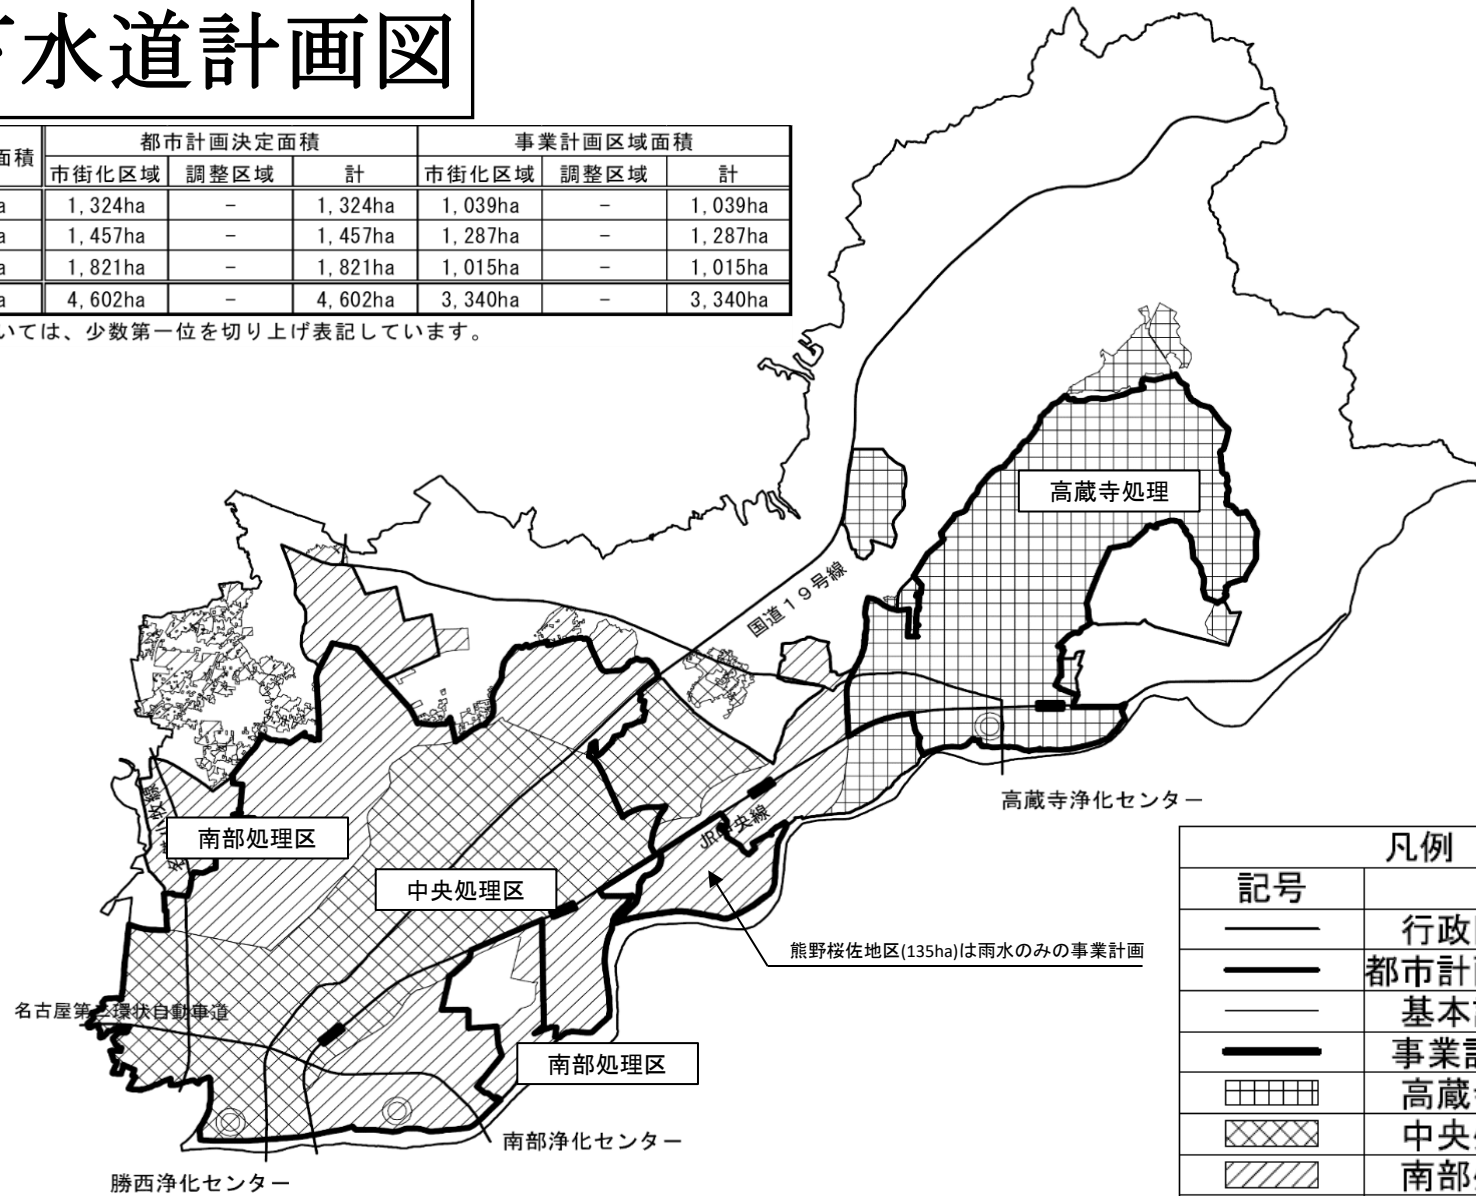 下水道計画図
面積 都市計画決定面積 事業計画区域面積
市街化区域 調整区域 計 市街化区域 調整区域 計
a 1,324ha - 1,324ha 1,039ha - 1,039ha
a 1,457ha - 1,457ha 1,287ha - 1,287ha
a 1,821ha - 1,821ha 1,015ha - 1,015ha
a 4,602ha - 4,602ha 3,340ha - 3,340ha
いては、少数第一位を切り上げ表記しています。
高蔵寺処理
国道19号線
高蔵寺浄化センター
南部処理区
JR中央線
中央処理区
熊野桜佐地区(135ha)は雨水のみの事業計画
名古屋第二環状自動車道
南部処理区
南部浄化センター
勝西浄化センター
凡例
記号
行政
都市計画
基本
事業計
高蔵寺
中央
南部